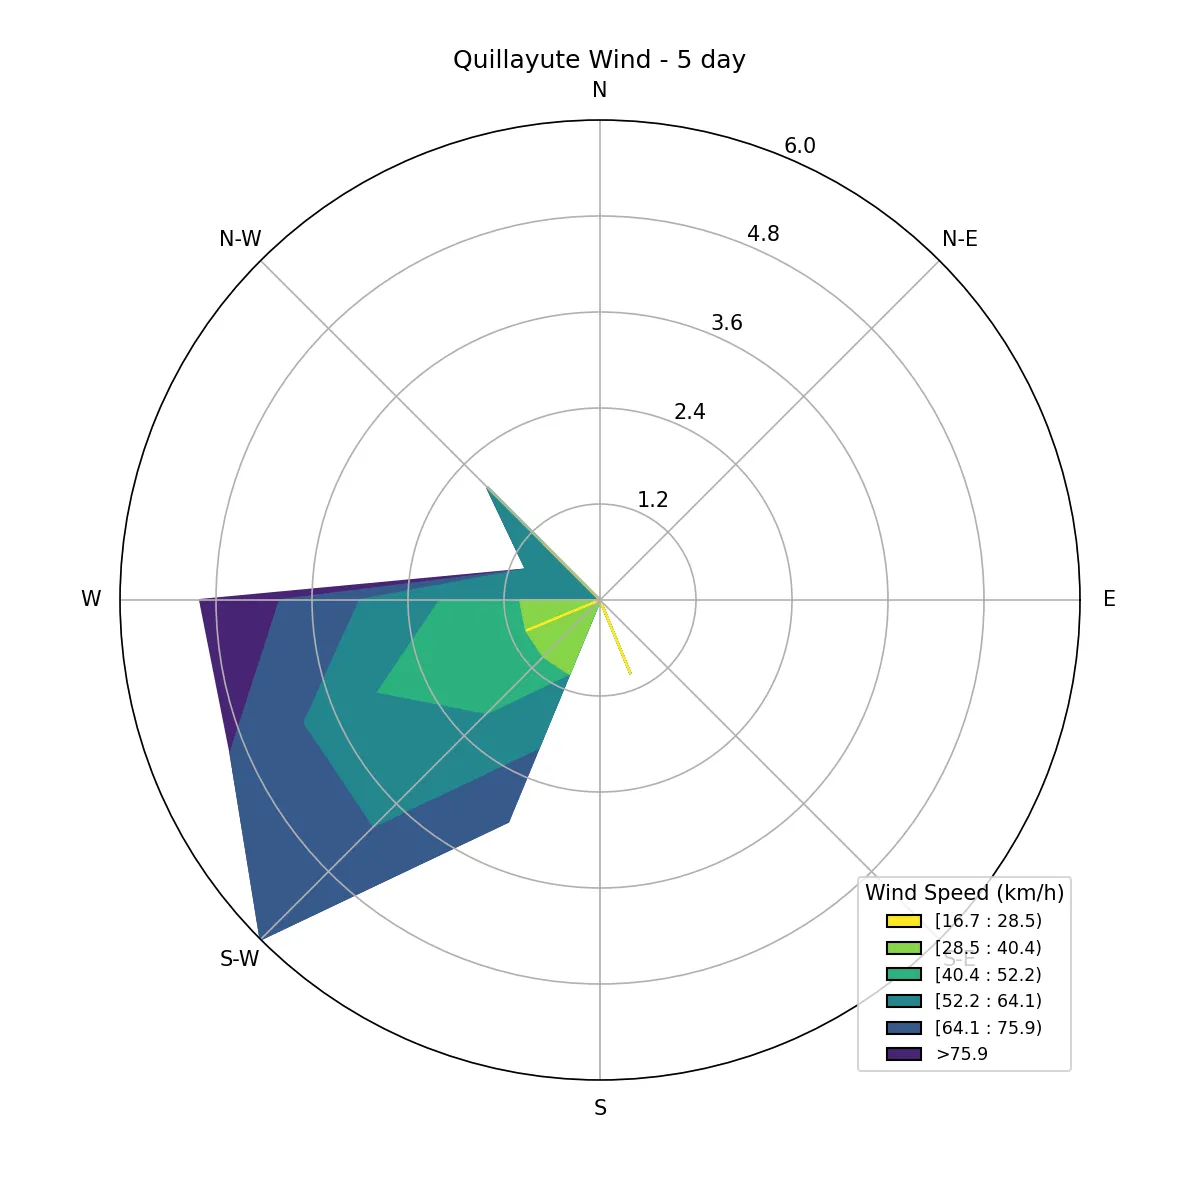 Quillayute Wind - 5 day
N
6.0
N-W
4.8
N-E
3.6
2.4
1.2
W
E
S-W
S-E
S
Wind Speed (km/h)
[16.7 : 28.5)
[28.5 : 40.4)
[40.4 : 52.2)
[52.2 : 64.1)
[64.1 : 75.9)
>75.9